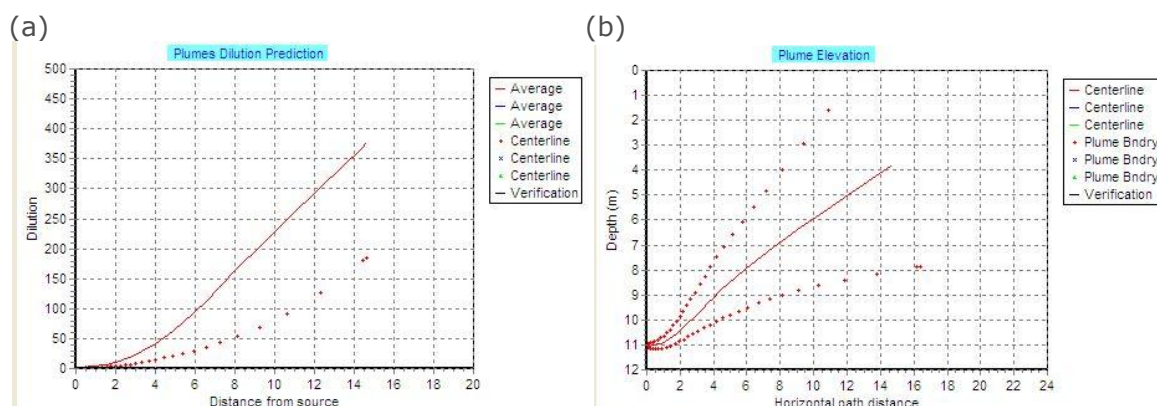 (a)
Plumes Dilution Prediction
500
450
400
350
300
250
200
150
100
50
0
Dilution
0 2 4 6 8 10 12 14 16 18 20
Distance from source
Average
Average
Average
Centerline
Centerline
Centerline
Verification
(b)
Plume Elevation
0
1
2
3
4
5
6
7
8
9
10
11
12
Depth (m)
0 2 4 6 8 10 12 14 16 18 20 22 24
Horizontal path distance
Centerline
Centerline
Centerline
Plume Bndry
Plume Bndry
Plume Bndry
Verification